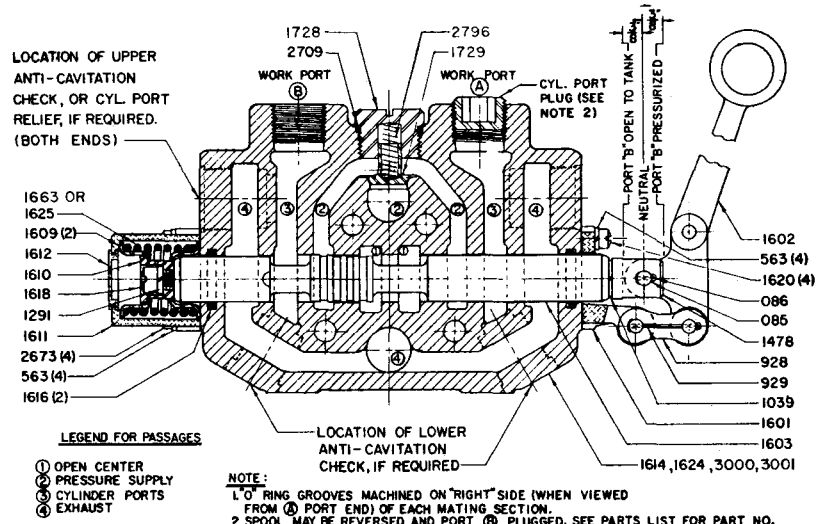 1728
2709
2796
1729
LOCATION OF UPPER
ANTI-CAVITATION
CHECK, OR CYL. PORT
RELIEF, IF REQUIRED.
(BOTH ENDS)
WORK PORT
B
WORK PORT
A
CYL. PORT
PLUG (SEE
NOTE 2)
PORT "B" OPEN TO TANK
NEUTRAL
PORT "B" PRESSURIZED
1663 OR
1625
1609 (2)
1612
1610
1618
1291
1611
2673 (4)
563 (4)
1616 (2)
4
3
2
2
2
3
4
1
1
4
1602
563 (4)
1620 (4)
086
085
1478
928
929
1039
1601
1603
1614, 1624, 3000, 3001
LOCATION OF LOWER
ANTI-CAVITATION
CHECK, IF REQUIRED
LEGEND FOR PASSAGES
1 OPEN CENTER
2 PRESSURE SUPPLY
3 CYLINDER PORTS
4 EXHAUST
NOTE:
1. "O" RING GROOVES MACHINED ON "RIGHT" SIDE (WHEN VIEWED
FROM A PORT END) OF EACH MATING SECTION.
2 SPOOL MAY BE REVERSED AND PORT B PLUGGED. SEE PARTS LIST FOR PART NO.